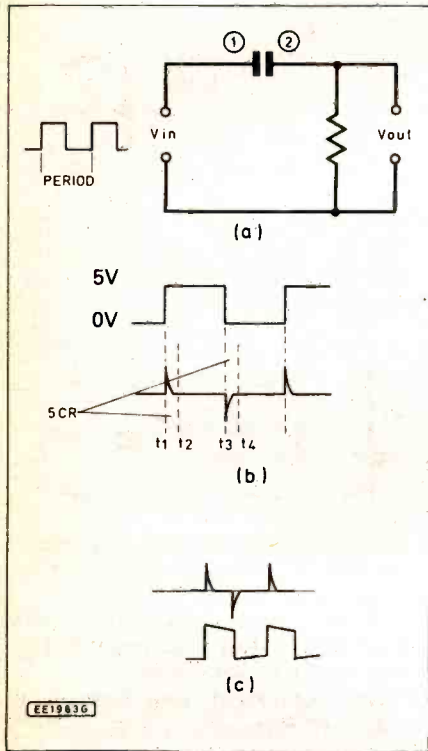 ① ②
Vin Vout
PERIOD
(a)
5V
0V
5CR
t1 t2 t3 t4
(b)
(c)
EE1983G